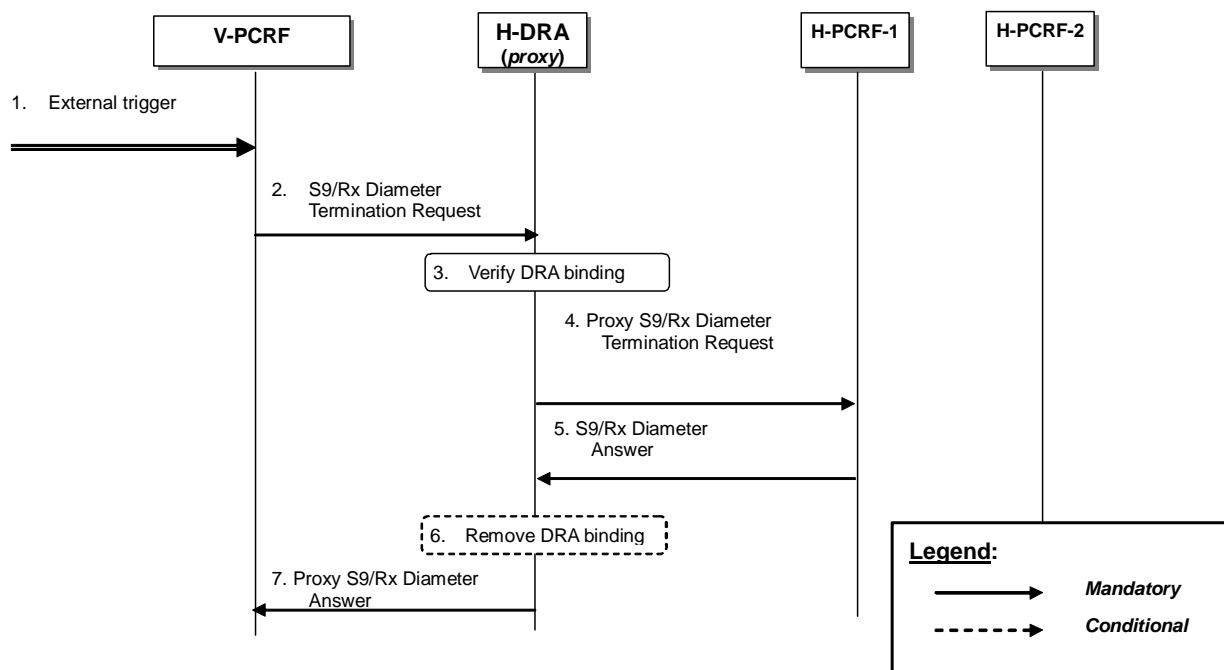 V-PCRF
H-DRA
(proxy)
H-PCRF-1
H-PCRF-2
1. External trigger
2. S9/Rx Diameter
Termination Request
3. Verify DRA binding
4. Proxy S9/Rx Diameter
Termination Request
5. S9/Rx Diameter
Answer
6. Remove DRA binding
7. Proxy S9/Rx Diameter
Answer
Legend:
Mandatory
Conditional